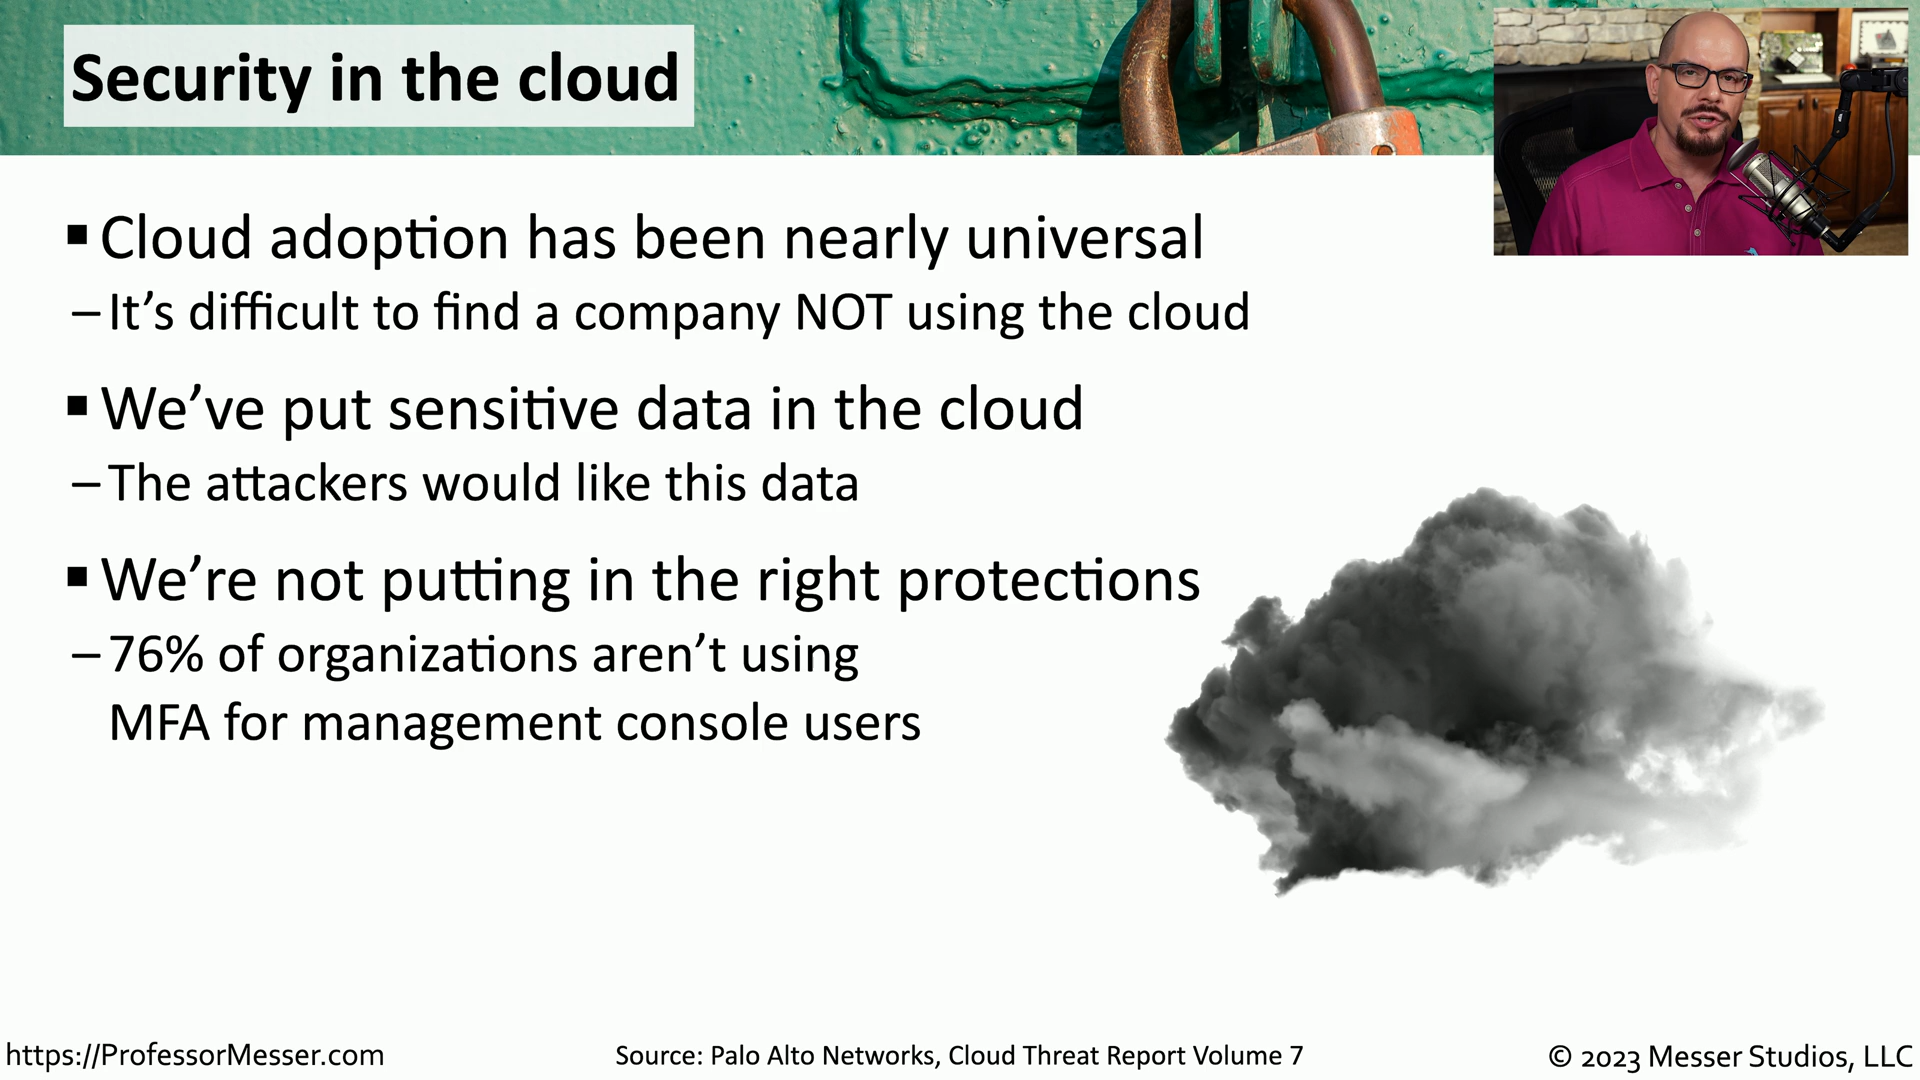 Security in the cloud
▪ Cloud adoption has been nearly universal
– It’s difficult to find a company NOT using the cloud
▪ We’ve put sensitive data in the cloud
– The attackers would like this data
▪ We’re not putting in the right protections
– 76% of organizations aren’t using
MFA for management console users
https://ProfessorMesser.com
Source: Palo Alto Networks, Cloud Threat Report Volume 7
© 2023 Messer Studios, LLC